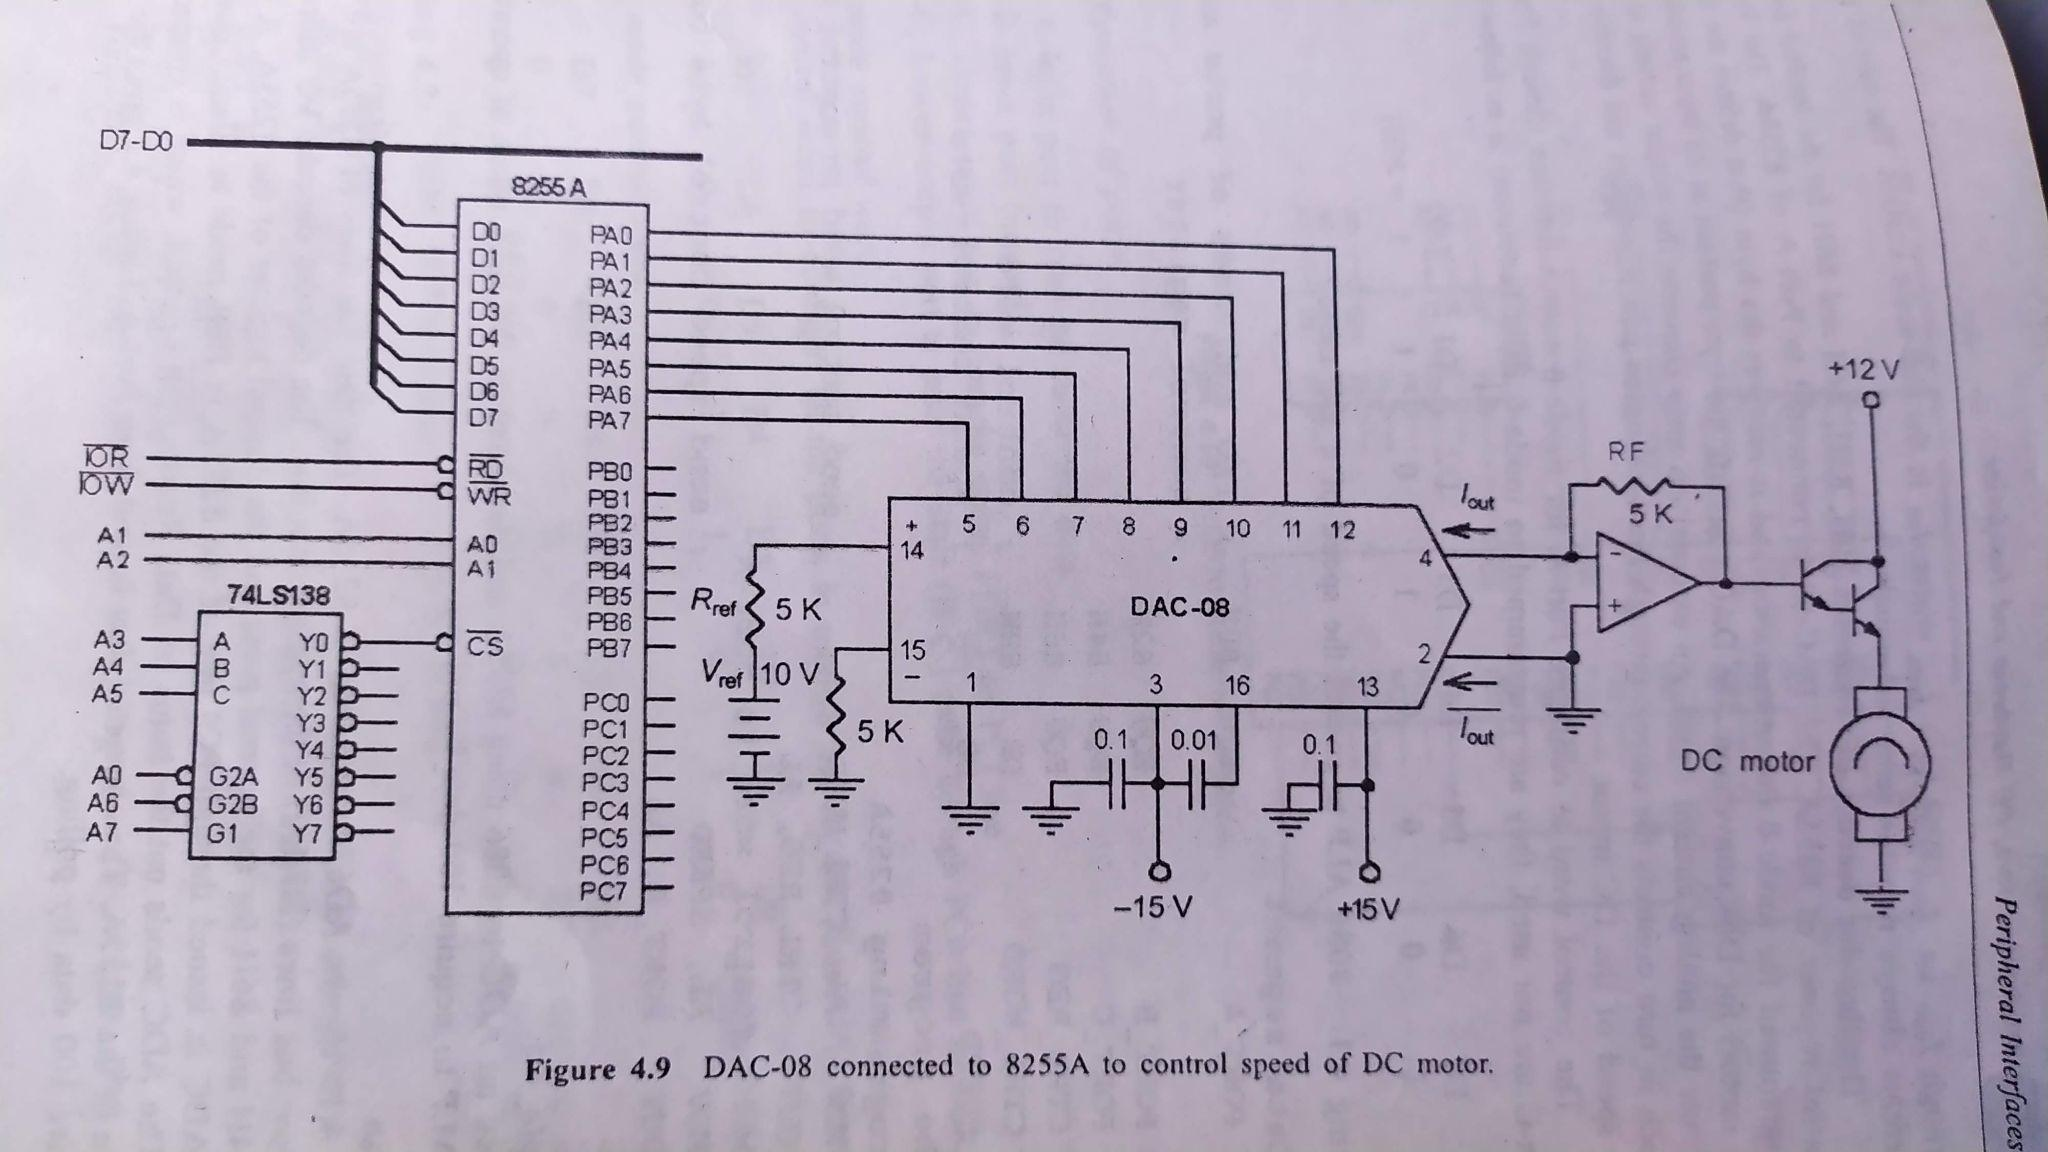 D7-D0
8255A
D0
D1
D2
D3
D4
D5
D6
D7
PA0
PA1
PA2
PA3
PA4
PA5
PA6
PA7
IOR
IOW
RD
WR
A1
A2
A0
A1
PB0
PB1
PB2
PB3
PB4
PB5
PB6
PB7
74LS138
A3
A4
A5
A
B
C
Y0
Y1
Y2
Y3
Y4
Y5
Y6
Y7
CS
A0
A6
A7
G2A
G2B
G1
PC0
PC1
PC2
PC3
PC4
PC5
PC6
PC7
Rref
5 K
Vref
10 V
5 K
+
14
15
–
5
6
7
8
9
10
11
12
DAC-08
4
2
1
3
16
13
0.1
0.01
0.1
–15 V
+15V
Iout
Iout
RF
5 K
-
+
+12 V
DC motor
Figure 4.9 DAC-08 connected to 8255A to control speed of DC motor.
Peripheral Interfaces